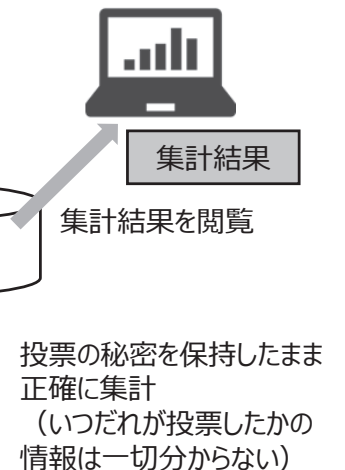 集計結果
集計結果を閲覧
投票の秘密を保持したまま
正確に集計
（いつだれが投票したかの
情報は一切分からない）